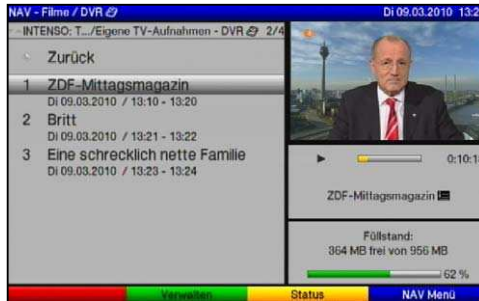 NAV - Filme / DVR
Di 09.03.2010 13:2
INTENSO: T.../Eigene TV-Aufnahmen - DVR 2/4
Zurück
1 ZDF-Mittagsmagazin
Di 09.03.2010 / 13:10 - 13:20
2 Britt
Di 09.03.2010 / 13:21 - 13:22
3 Eine schrecklich nette Familie
Di 09.03.2010 / 13:23 - 13:24
0:10:1
ZDF-Mittagsmagazin
Füllstand:
364 MB frei von 956 MB
62 %
Verwalten
Status
NAV Menü